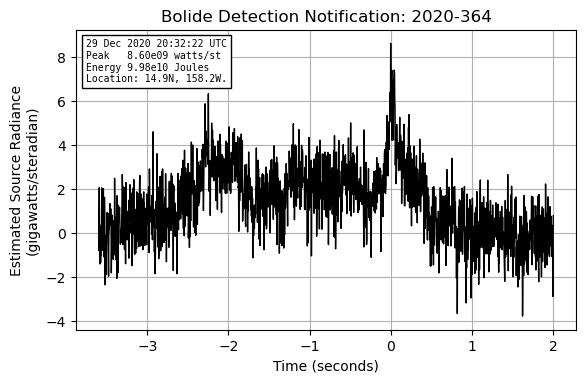 Bolide Detection Notification: 2020-364
29 Dec 2020 20:32:22 UTC
Peak   8.60e09 watts/st
Energy 9.98e10 Joules
Location: 14.9N, 158.2W.
Estimated Source Radiance
(gigawatts/steradian)
8
6
4
2
0
−2
−4
−3
−2
−1
0
1
2
Time (seconds)